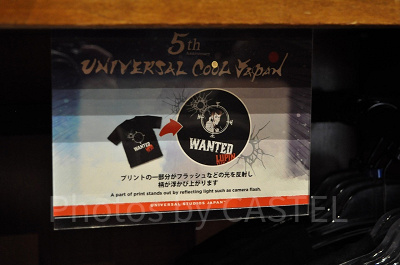 5th
UNIVERSAL COOL JAPAN
WANTED
WANTED
LUPIN
プリントの一部分がフラッシュなどの光を反射し
柄が浮かび上がります
A part of print stands out by reflecting light such as camera flash.
Photos by CASTEL
UNIVERSAL STUDIOS JAPAN